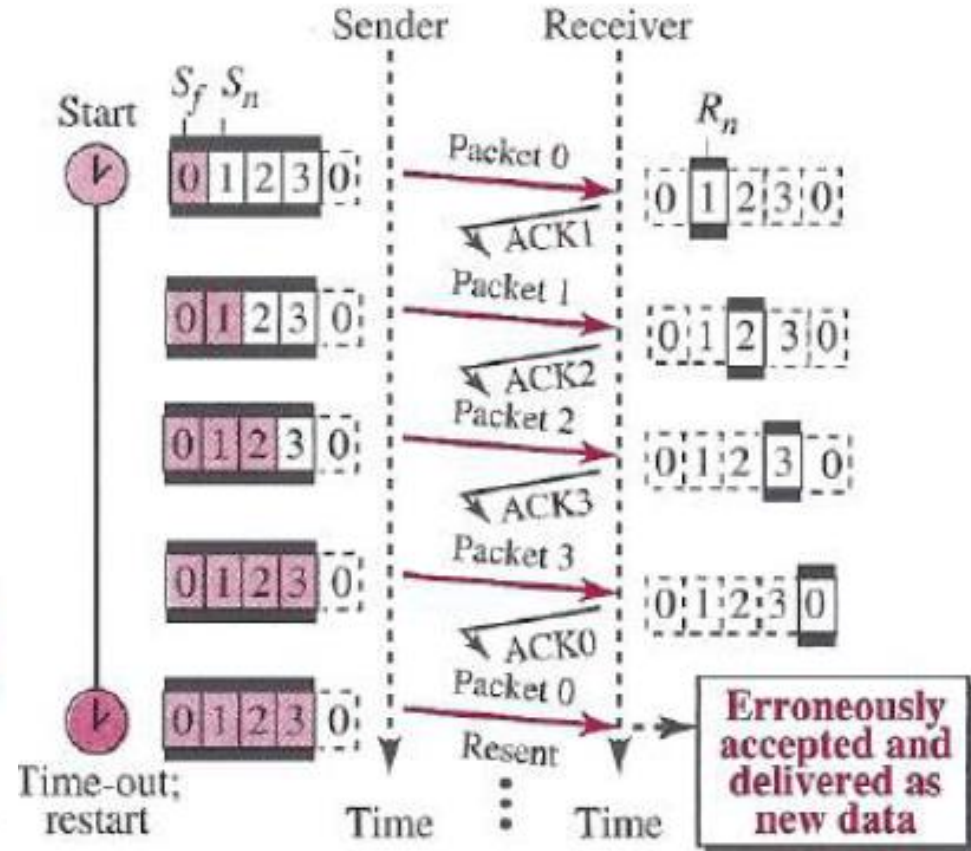 Sender Receiver
Start
S_f S_n
R_n
0 1 2 3 0
Packet 0
0 1 2 3 0
ACK1
0 1 2 3 0
Packet 1
0 1 2 3 0
ACK2
0 1 2 3 0
Packet 2
0 1 2 3 0
ACK3
0 1 2 3 0
Packet 3
0 1 2 3 0
ACK0
0 1 2 3 0
Packet 0
Resent
Erroneously
accepted and
delivered as
new data
Time-out;
restart
Time Time